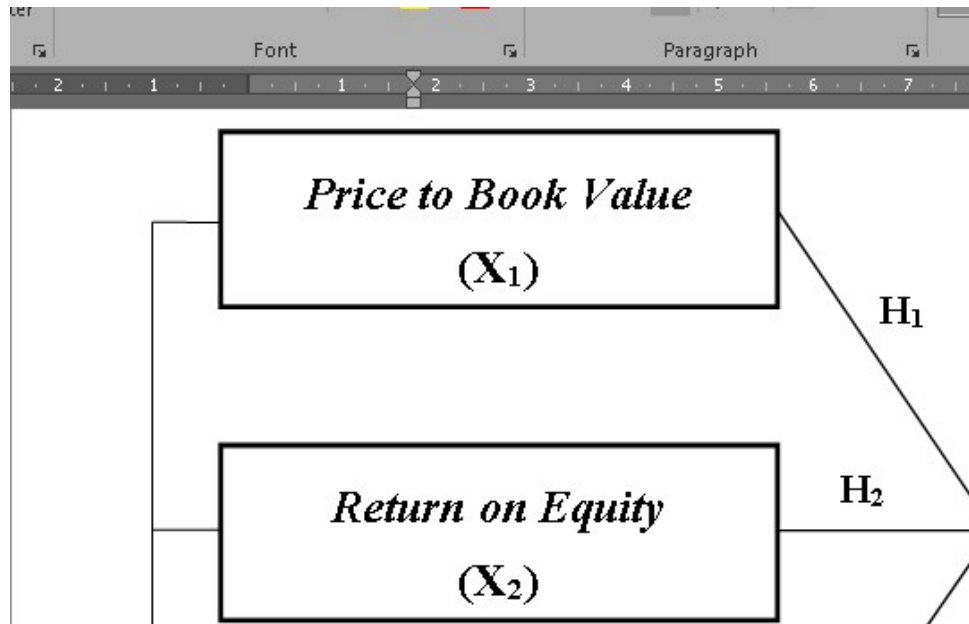 Font
Paragraph
2 1 1 2 3 4 5 6 7
Price to Book Value
(X₁)
H₁
H₂
Return on Equity
(X₂)